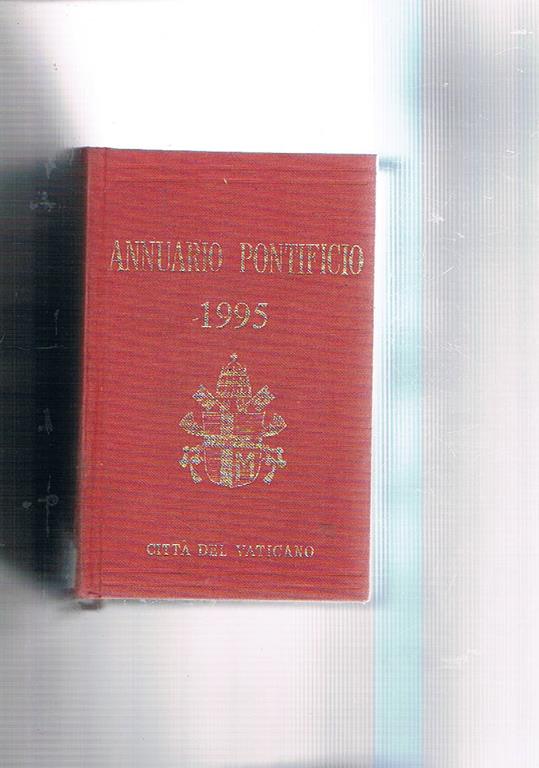 ANNUARIO PONTIFICIO
1995
M
CITTÀ DEL VATICANO